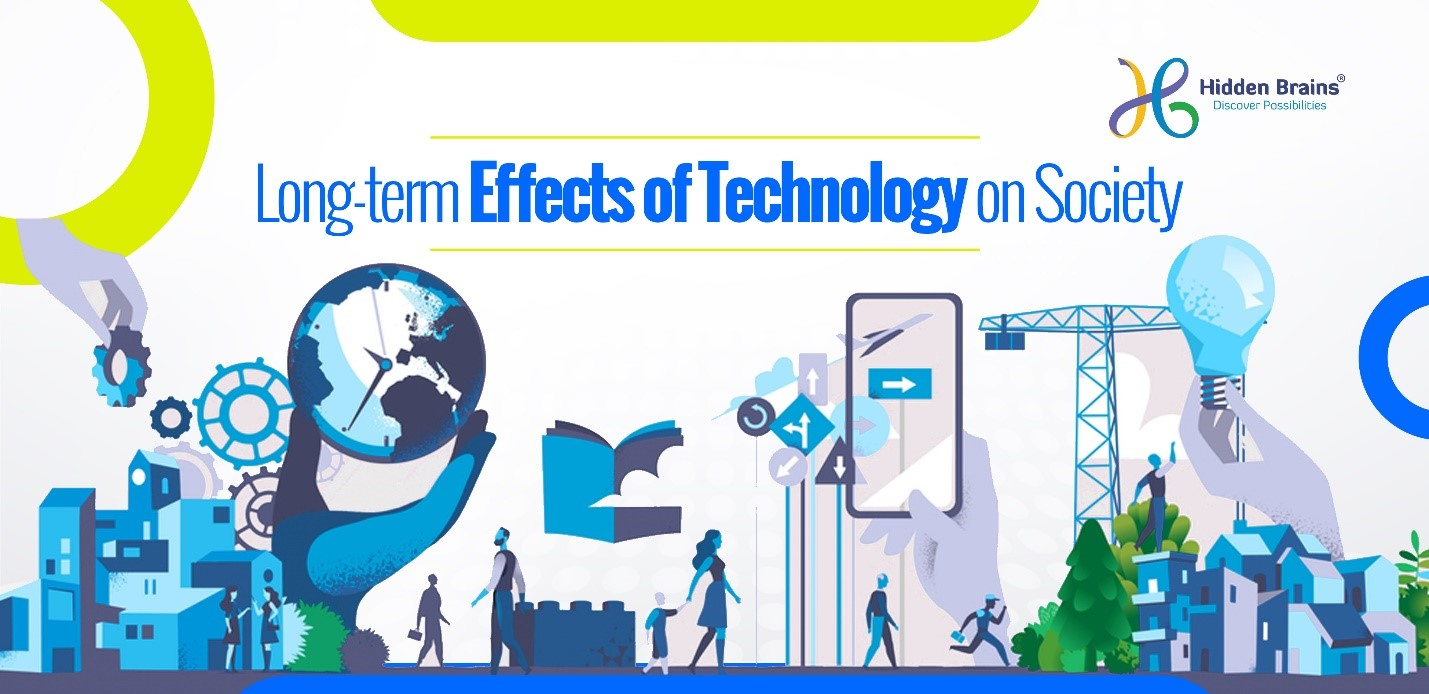 Hidden Brains®
Discover Possibilities
Long-term Effects of Technology on Society